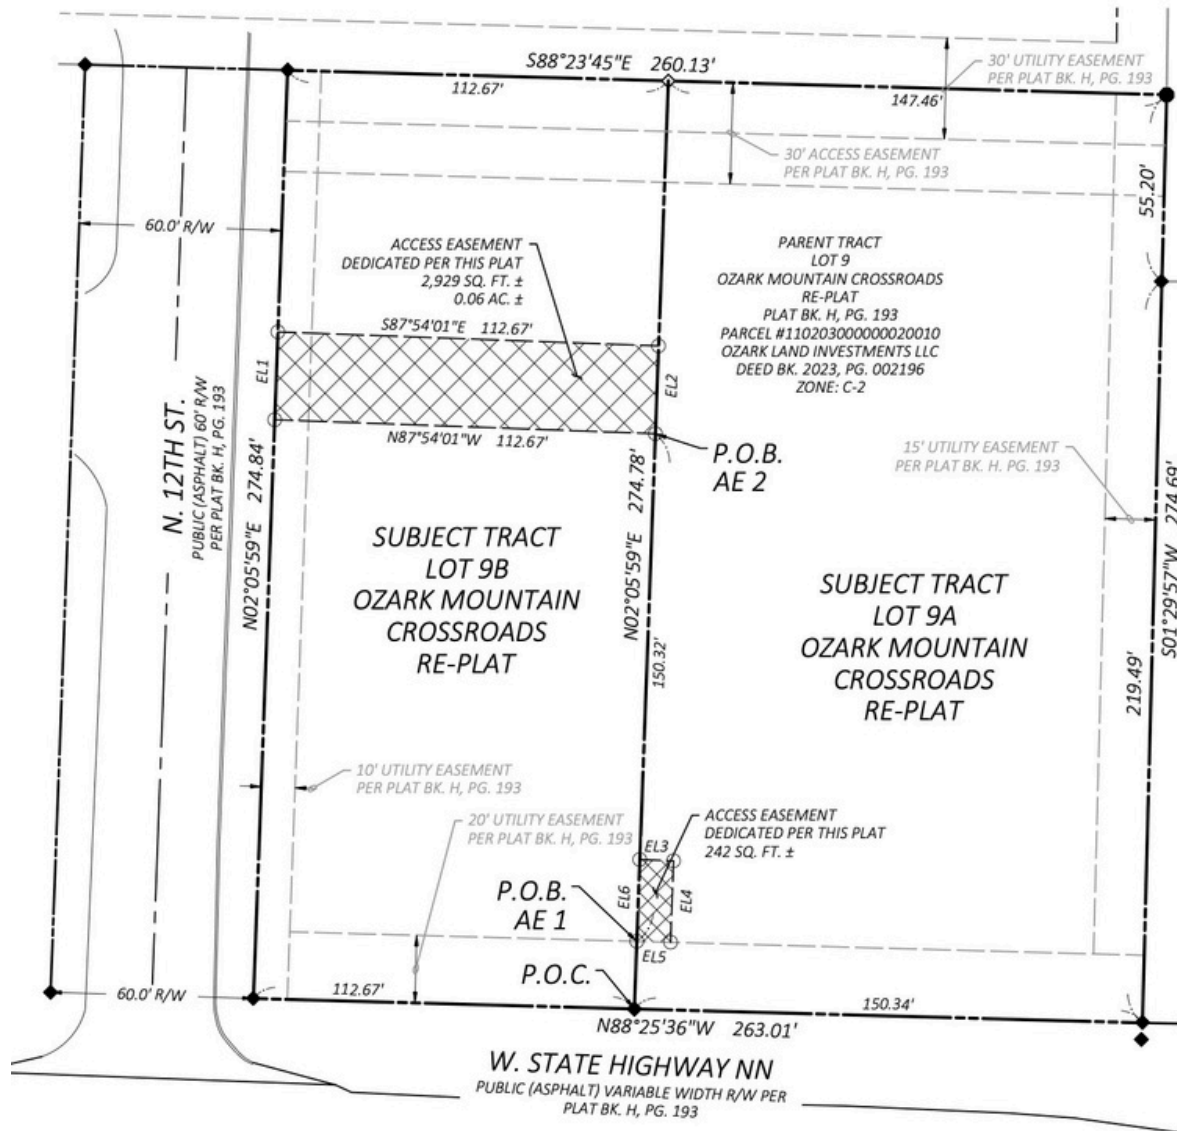 S88°23'45"E 260.13'
112.67'
147.46'
30' UTILITY EASEMENT
PER PLAT BK. H, PG. 193
30' ACCESS EASEMENT
PER PLAT BK. H, PG. 193
55.20'
60.0' R/W
ACCESS EASEMENT
DEDICATED PER THIS PLAT
2,929 SQ. FT. ±
0.06 AC. ±
PARENT TRACT
LOT 9
OZARK MOUNTAIN CROSSROADS
RE-PLAT
PLAT BK. H, PG. 193
PARCEL #110203000000020010
OZARK LAND INVESTMENTS LLC
DEED BK. 2023, PG. 002196
ZONE: C-2
S87°54'01"E 112.67'
EL1
EL2
N87°54'01"W 112.67'
P.O.B.
AE 2
N. 12TH ST.
PUBLIC (ASPHALT) 60' R/W
PER PLAT BK. H, PG. 193
N02°05'59"E 274.84'
N02°05'59"E 274.78'
150.32'
15' UTILITY EASEMENT
PER PLAT BK. H. PG. 193
S01°29'57"W 274.69'
219.49'
SUBJECT TRACT
LOT 9B
OZARK MOUNTAIN
CROSSROADS
RE-PLAT
SUBJECT TRACT
LOT 9A
OZARK MOUNTAIN
CROSSROADS
RE-PLAT
10' UTILITY EASEMENT
PER PLAT BK. H, PG. 193
20' UTILITY EASEMENT
PER PLAT BK. H, PG. 193
ACCESS EASEMENT
DEDICATED PER THIS PLAT
242 SQ. FT. ±
EL3
EL6
EL4
EL5
P.O.B.
AE 1
P.O.C.
60.0' R/W
112.67'
150.34'
N88°25'36"W 263.01'
W. STATE HIGHWAY NN
PUBLIC (ASPHALT) VARIABLE WIDTH R/W PER
PLAT BK. H, PG. 193